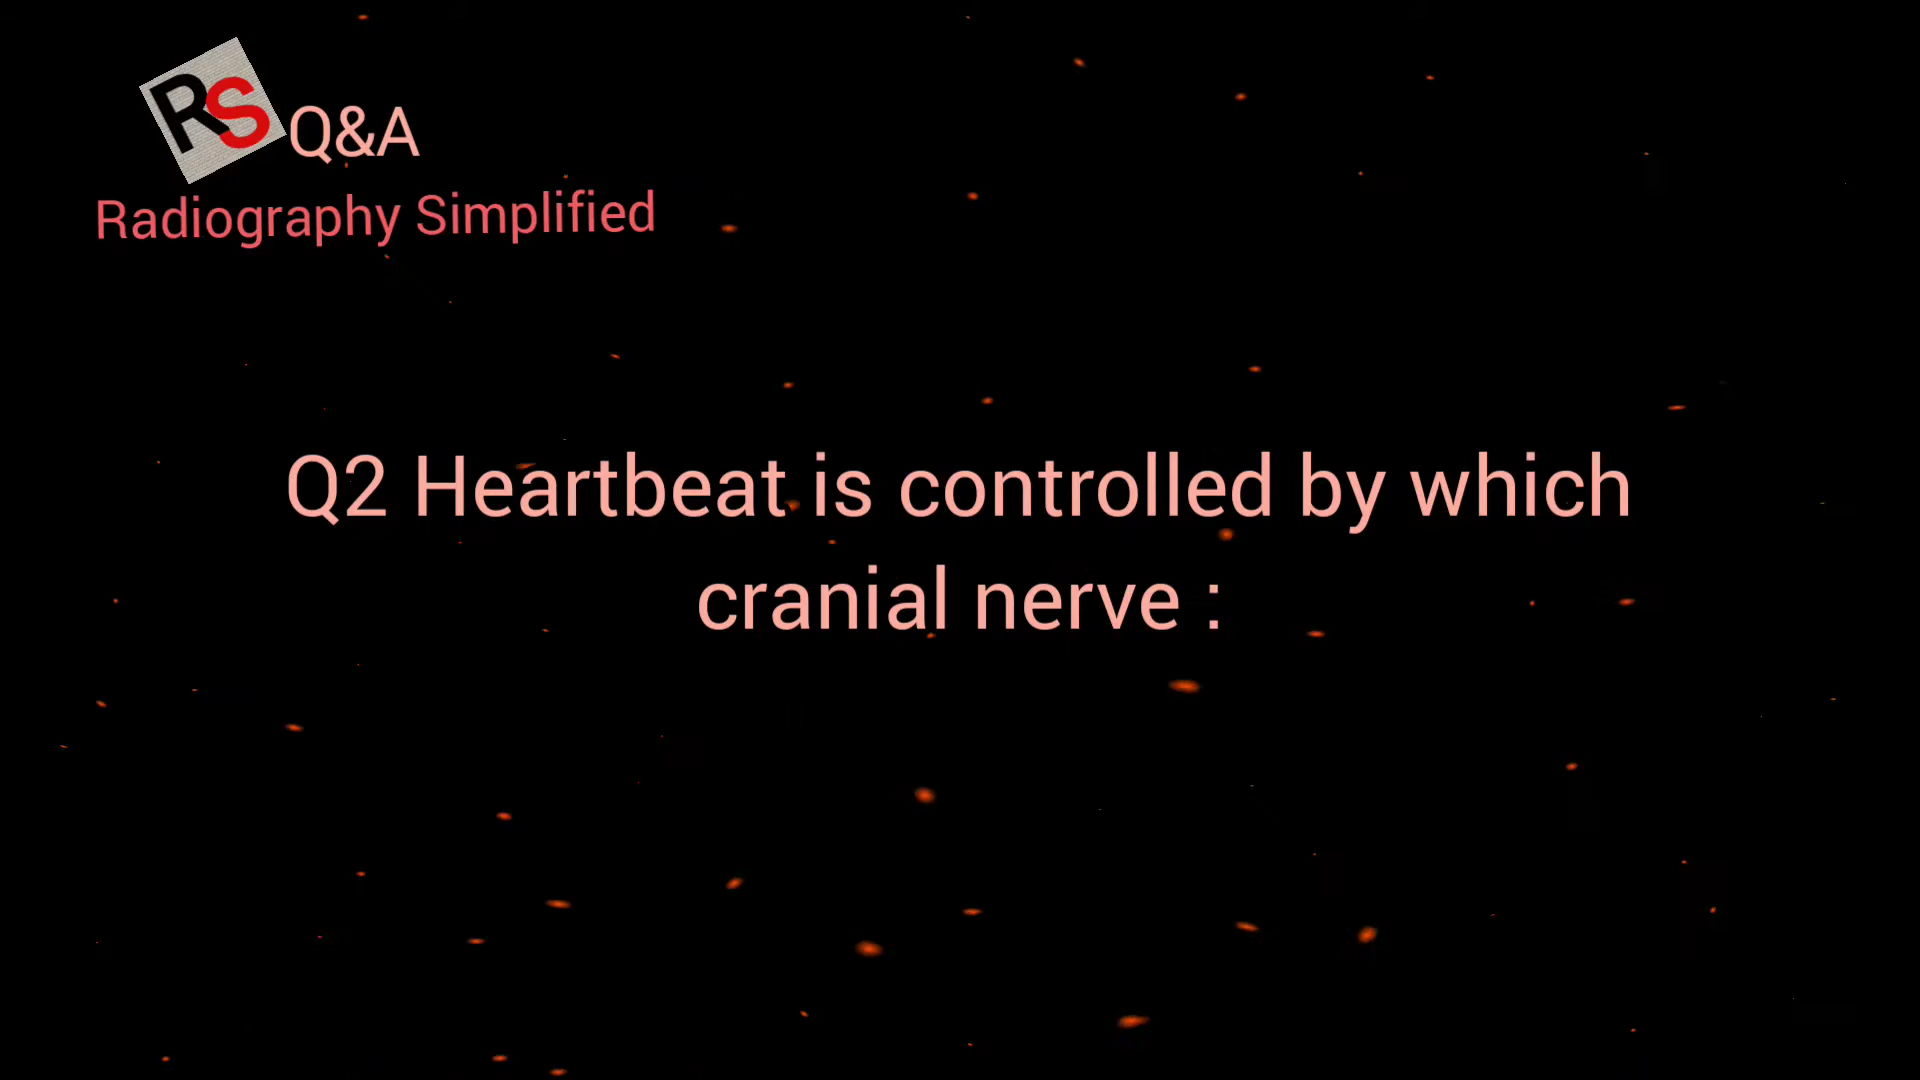 RS Q&A
Radiography Simplified
Q2 Heartbeat is controlled by which
cranial nerve :